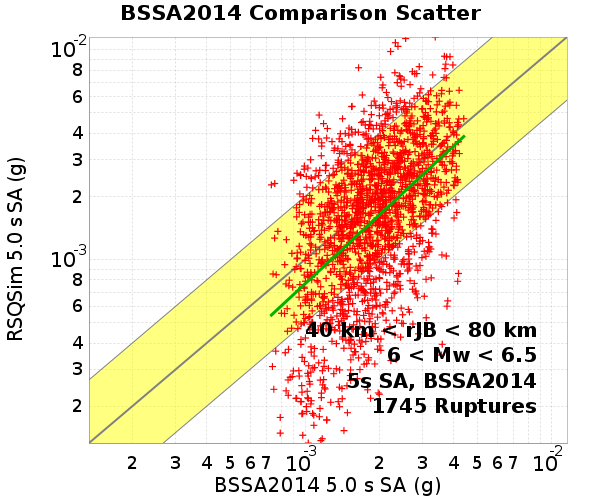 BSSA2014 Comparison Scatter
RSQSim 5.0 s SA (g)
10⁻²
8
6
4
3
2
10⁻³
8
6
4
3
2
40 km < rJB < 80 km
6 < Mw < 6.5
5s SA, BSSA2014
1745 Ruptures
2 3 4 5 6 7 10⁻³ 2 3 4 5 6 7 10⁻²
BSSA2014 5.0 s SA (g)